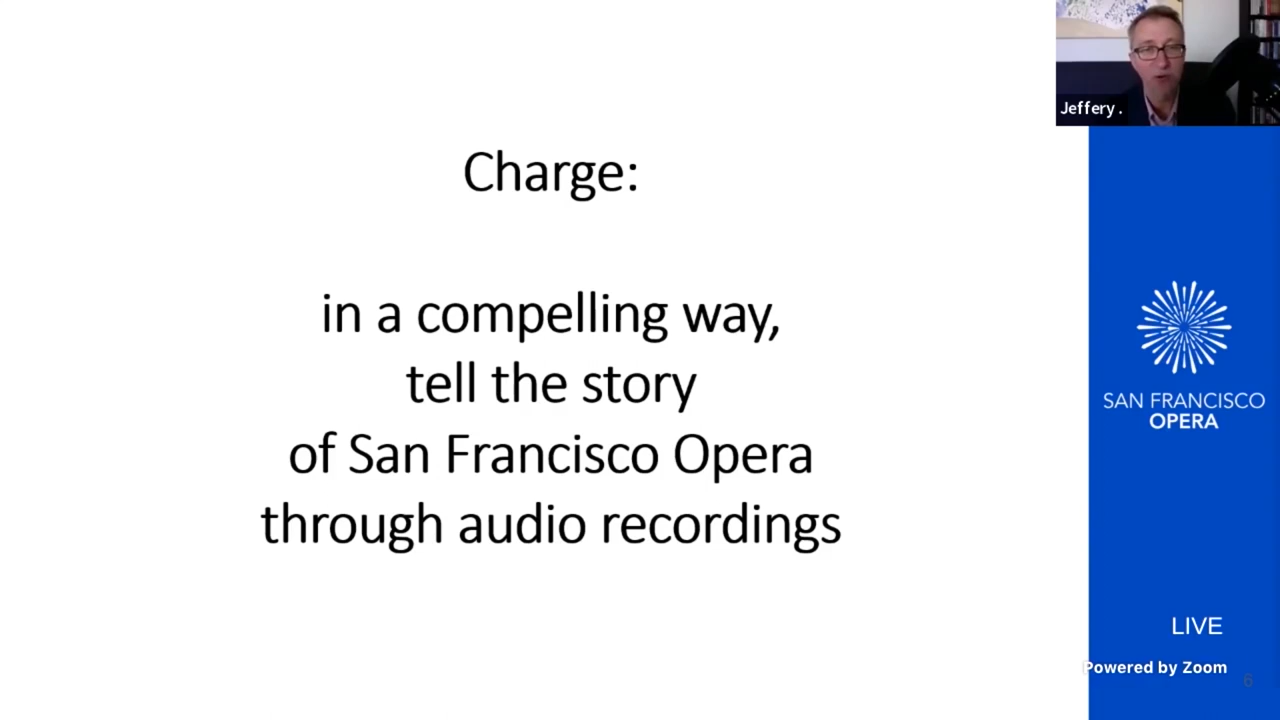 Jeffery .
Charge:
in a compelling way,
tell the story
of San Francisco Opera
through audio recordings
SAN FRANCISCO
OPERA
LIVE
Powered by Zoom
6